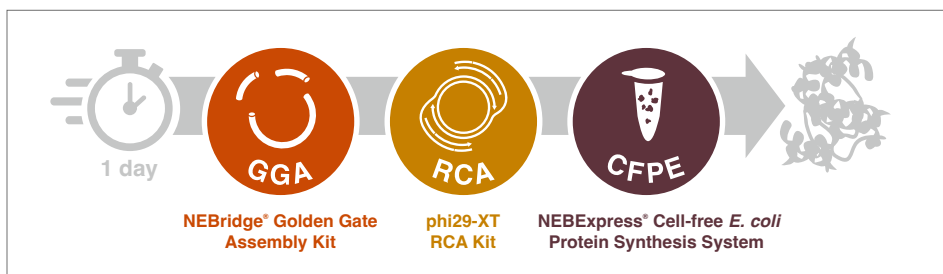 1 day
GGA
RCA
CFPE
NEBridge® Golden Gate
Assembly Kit
phi29-XT
RCA Kit
NEBExpress® Cell-free E. coli
Protein Synthesis System